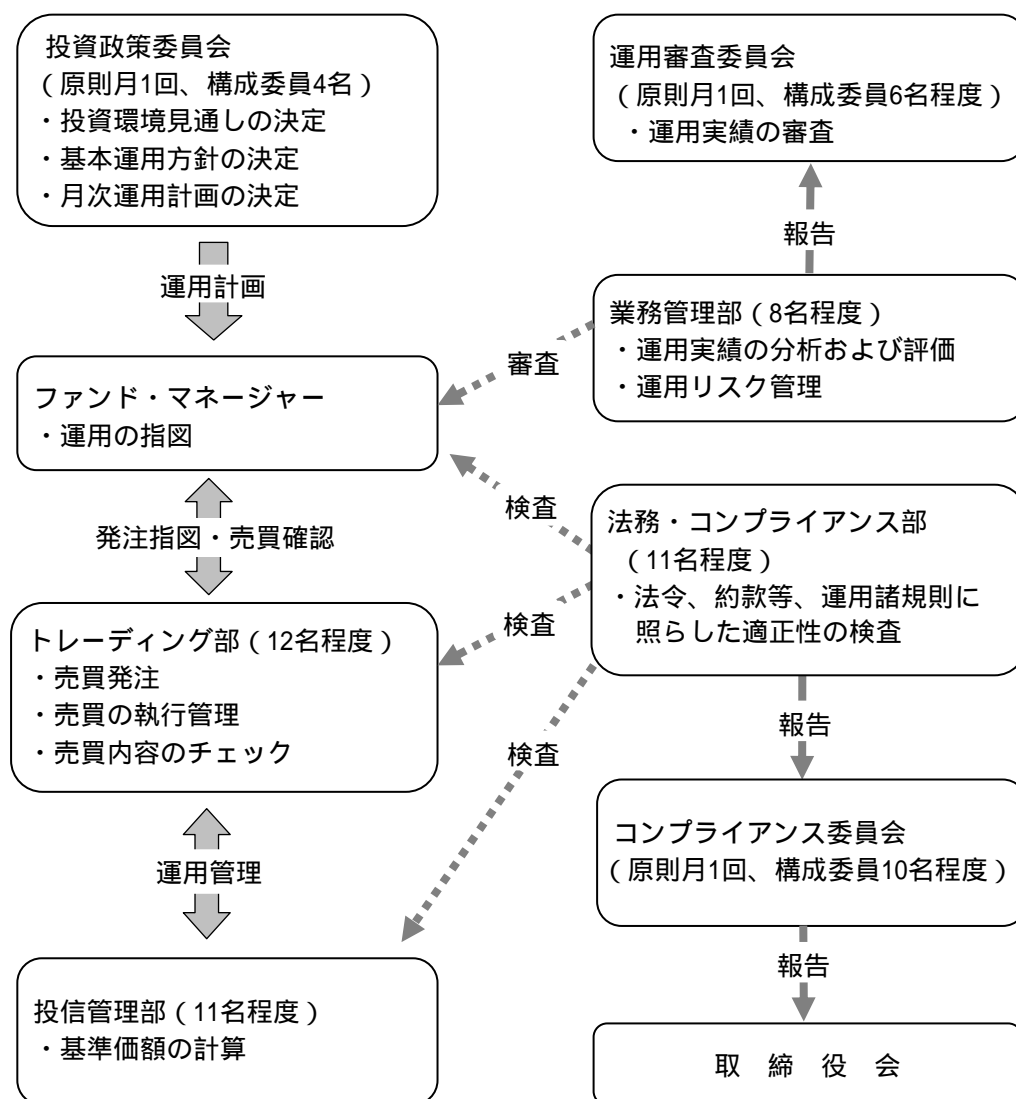 投資政策委員会
(原則月1回、構成委員4名)
・投資環境見通しの決定
・基本運用方針の決定
・月次運用計画の決定
運用計画
ファンド・マネージャー
・運用の指図
発注指図・売買確認
トレーディング部(12名程度)
・売買発注
・売買の執行管理
・売買内容のチェック
運用管理
投信管理部(11名程度)
・基準価額の計算
運用審査委員会
(原則月1回、構成委員6名程度)
・運用実績の審査
報告
業務管理部(8名程度)
・運用実績の分析および評価
・運用リスク管理
審査
検査
法務・コンプライアンス部
(11名程度)
・法令、約款等、運用諸規則に
照らした適正性の検査
検査
検査
報告
コンプライアンス委員会
(原則月1回、構成委員10名程度)
報告
取 締 役 会